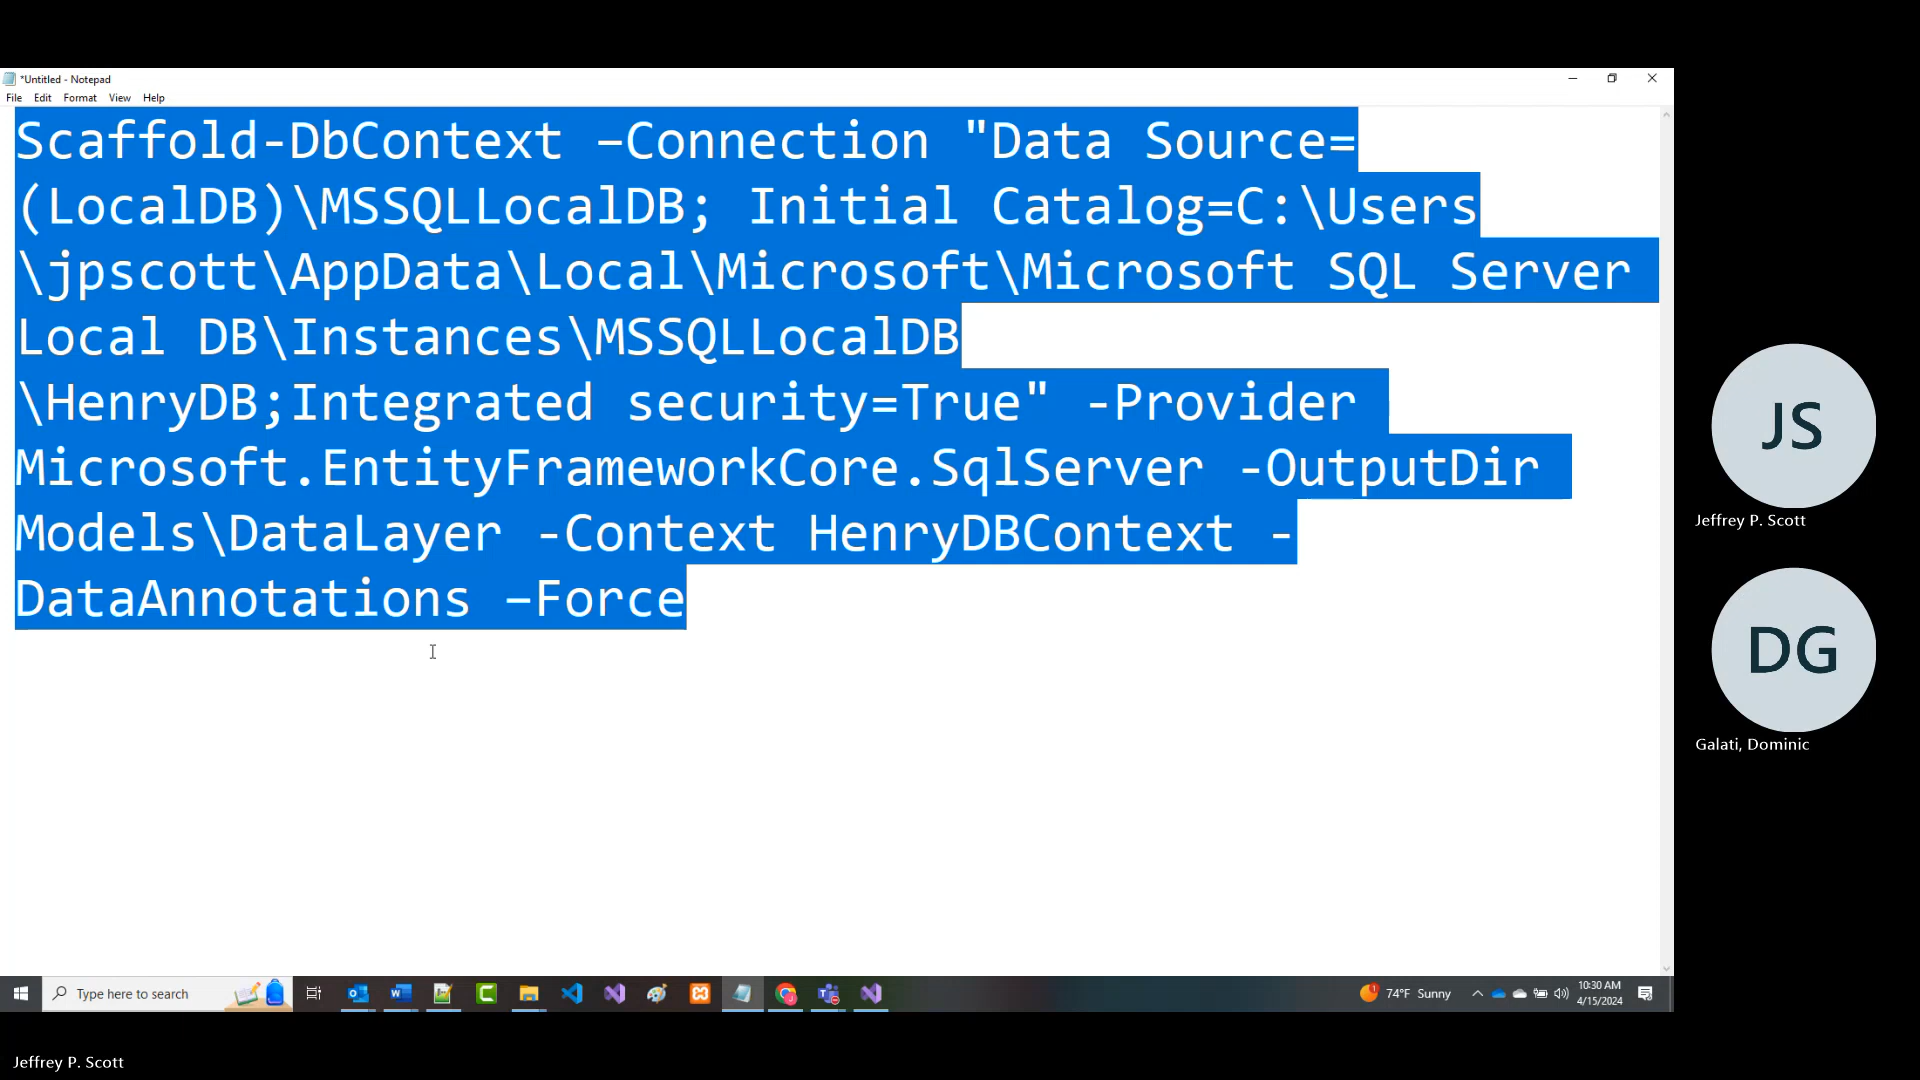 *Untitled - Notepad
File Edit Format View Help
Scaffold-DbContext –Connection "Data Source=
(LocalDB)\MSSQLLocalDB; Initial Catalog=C:\Users
\jpscott\AppData\Local\Microsoft\Microsoft SQL Server
Local DB\Instances\MSSQLLocalDB
\HenryDB;Integrated security=True" -Provider
Microsoft.EntityFrameworkCore.SqlServer -OutputDir
Models\DataLayer -Context HenryDBContext -
DataAnnotations –Force
JS
Jeffrey P. Scott
DG
Galati, Dominic
Type here to search
74°F Sunny
10:30 AM
4/15/2024
Jeffrey P. Scott